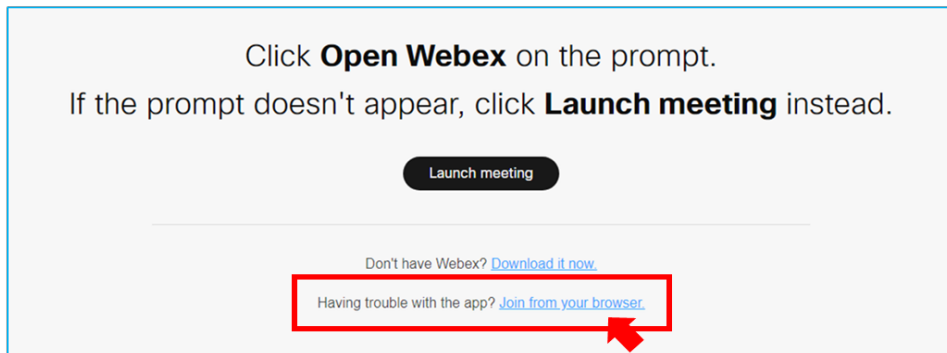 Click Open Webex on the prompt.
If the prompt doesn't appear, click Launch meeting instead.
Launch meeting
Don't have Webex? Download it now.
Having trouble with the app? Join from your browser.